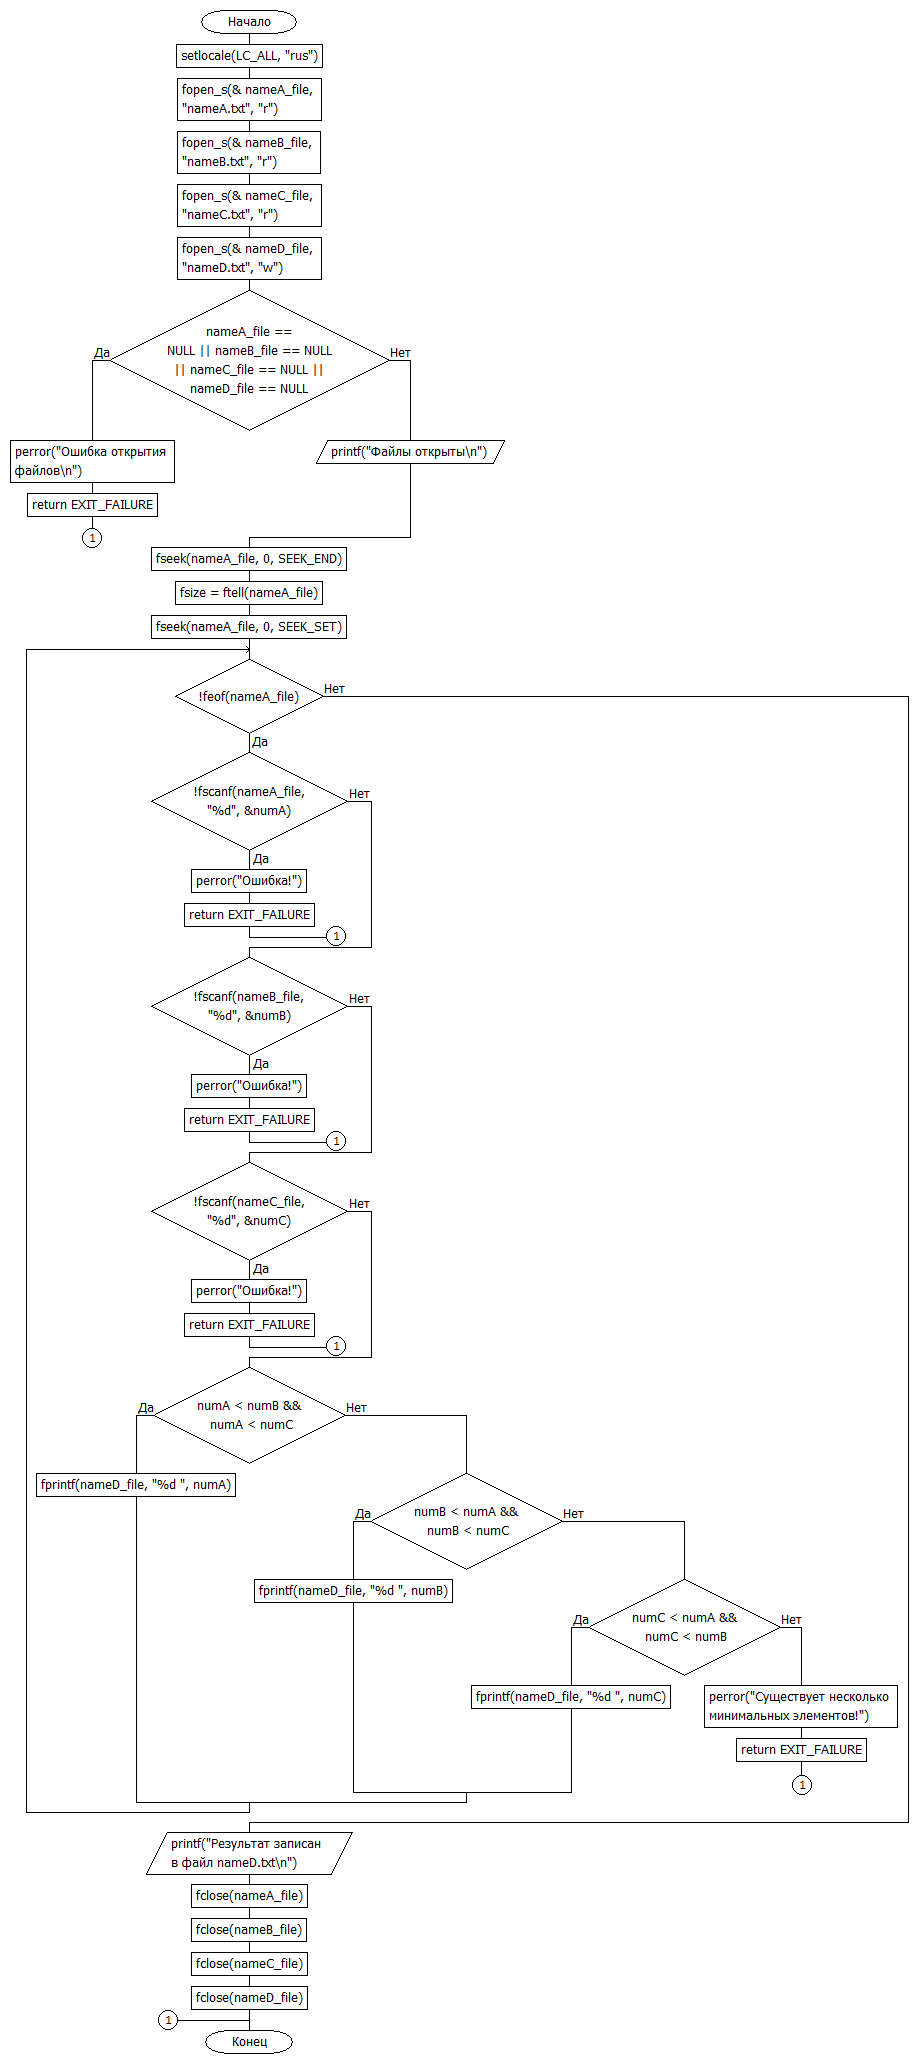 Начало
setlocale(LC_ALL, "rus")
fopen_s(& nameA_file,
"nameA.txt", "r")
fopen_s(& nameB_file,
"nameB.txt", "r")
fopen_s(& nameC_file,
"nameC.txt", "r")
fopen_s(& nameD_file,
"nameD.txt", "w")
nameA_file ==
NULL || nameB_file == NULL
|| nameC_file == NULL ||
nameD_file == NULL
Да
Нет
perror("Ошибка открытия
файлов\n")
return EXIT_FAILURE
1
printf("Файлы открыты\n")
fseek(nameA_file, 0, SEEK_END)
fsize = ftell(nameA_file)
fseek(nameA_file, 0, SEEK_SET)
!feof(nameA_file)
Нет
Да
!fscanf(nameA_file,
"%d", &numA)
Нет
Да
perror("Ошибка!")
return EXIT_FAILURE
1
!fscanf(nameB_file,
"%d", &numB)
Нет
Да
perror("Ошибка!")
return EXIT_FAILURE
1
!fscanf(nameC_file,
"%d", &numC)
Нет
Да
perror("Ошибка!")
return EXIT_FAILURE
1
numA < numB &&
numA < numC
Да
Нет
fprintf(nameD_file, "%d ", numA)
numB < numA &&
numB < numC
Да
Нет
fprintf(nameD_file, "%d ", numB)
numC < numA &&
numC < numB
Да
Нет
fprintf(nameD_file, "%d ", numC)
perror("Существует несколько
минимальных элементов!")
return EXIT_FAILURE
1
printf("Результат записан
в файл nameD.txt\n")
fclose(nameA_file)
fclose(nameB_file)
fclose(nameC_file)
fclose(nameD_file)
1
Конец